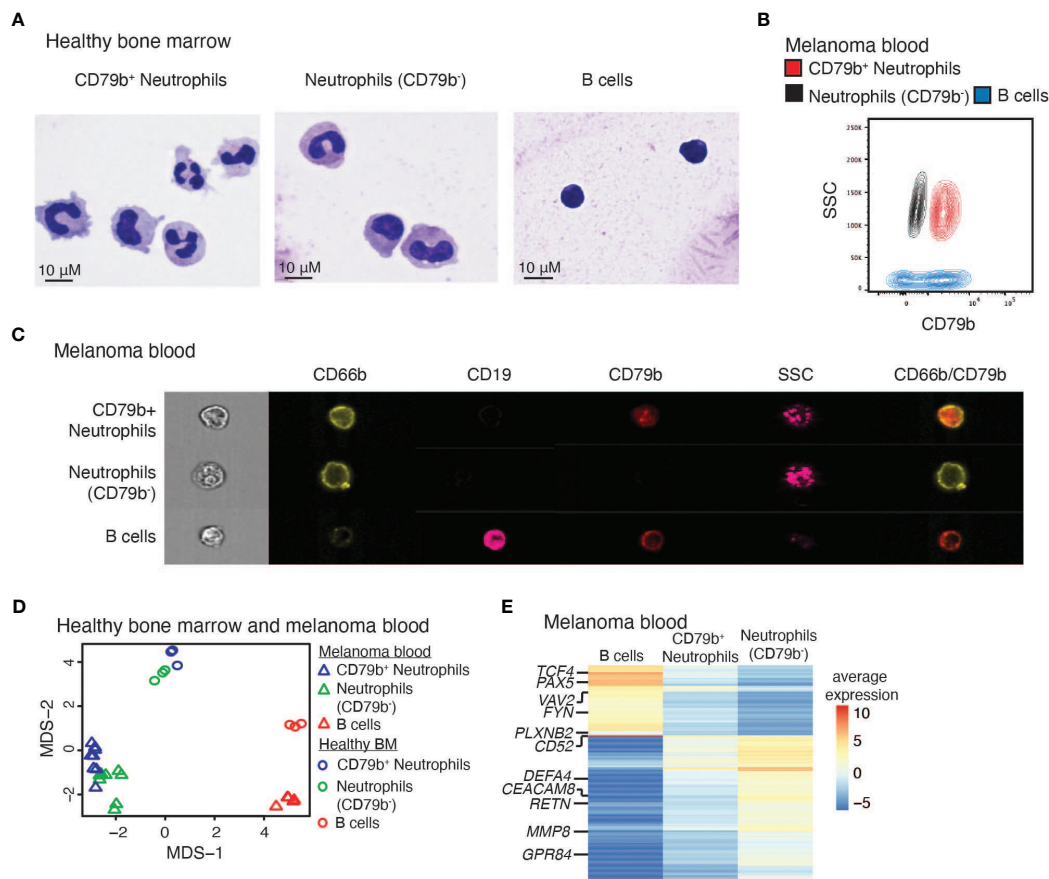 A
Healthy bone marrow
CD79b⁺ Neutrophils
Neutrophils (CD79b⁻)
B cells
10 µM
10 µM
10 µM
B
Melanoma blood
CD79b⁺ Neutrophils
Neutrophils (CD79b⁻) B cells
250K
200K
150K
100K
50K
0
SSC
0 10⁴ 10⁵
CD79b
C
Melanoma blood
CD66b CD19 CD79b SSC CD66b/CD79b
CD79b+
Neutrophils
Neutrophils
(CD79b⁻)
B cells
D
Healthy bone marrow and melanoma blood
4
2
0
−2
MDS−2
−2 0 2 4
MDS−1
Melanoma blood
CD79b⁺ Neutrophils
Neutrophils
(CD79b⁻)
B cells
Healthy BM
CD79b⁺ Neutrophils
Neutrophils
(CD79b⁻)
B cells
E
Melanoma blood
B cells
CD79b⁺
Neutrophils
Neutrophils
(CD79b⁻)
TCF4
PAX5
VAV2
FYN
PLXNB2
CD52
DEFA4
CEACAM8
RETN
MMP8
GPR84
average
expression
10
5
0
−5